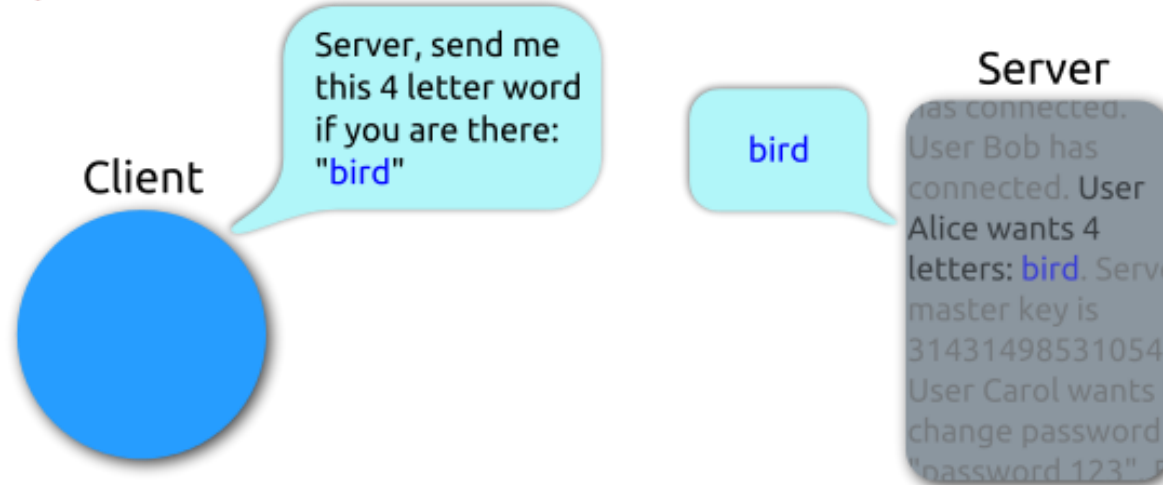 Server, send me
this 4 letter word
if you are there:
"bird"
Client
bird
Server
has connected.
User Bob has
connected. User
Alice wants 4
letters: bird. Serve
master key is
31431498531054
User Carol wants
change password
"password 123".